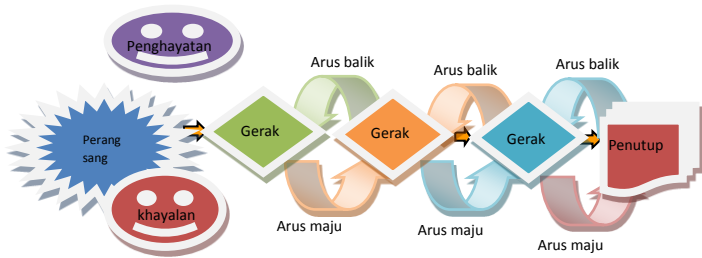 Penghayatan
Perang
sang
khayalan
Gerak
Arus balik
Arus maju
Gerak
Arus balik
Arus maju
Gerak
Arus balik
Arus maju
Penutup